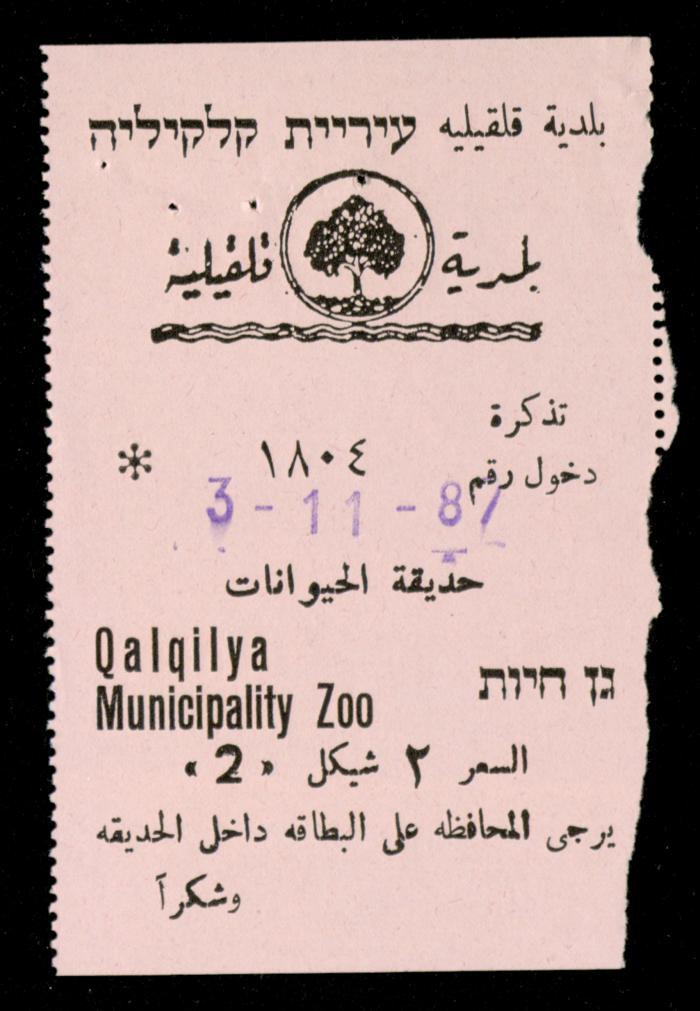 بلدية قلقيليه עיריית קלקיליה
بلدية قلقيلية
تذكرة
دخول رقم ١٨٠٤ *
3-11-87
حديقة الحيوانات
Qalqilya
Municipality Zoo
גן חיות
السعر ٢ شيكل «2»
يرجى المحافظه على البطاقه داخل الحديقه
وشكراً